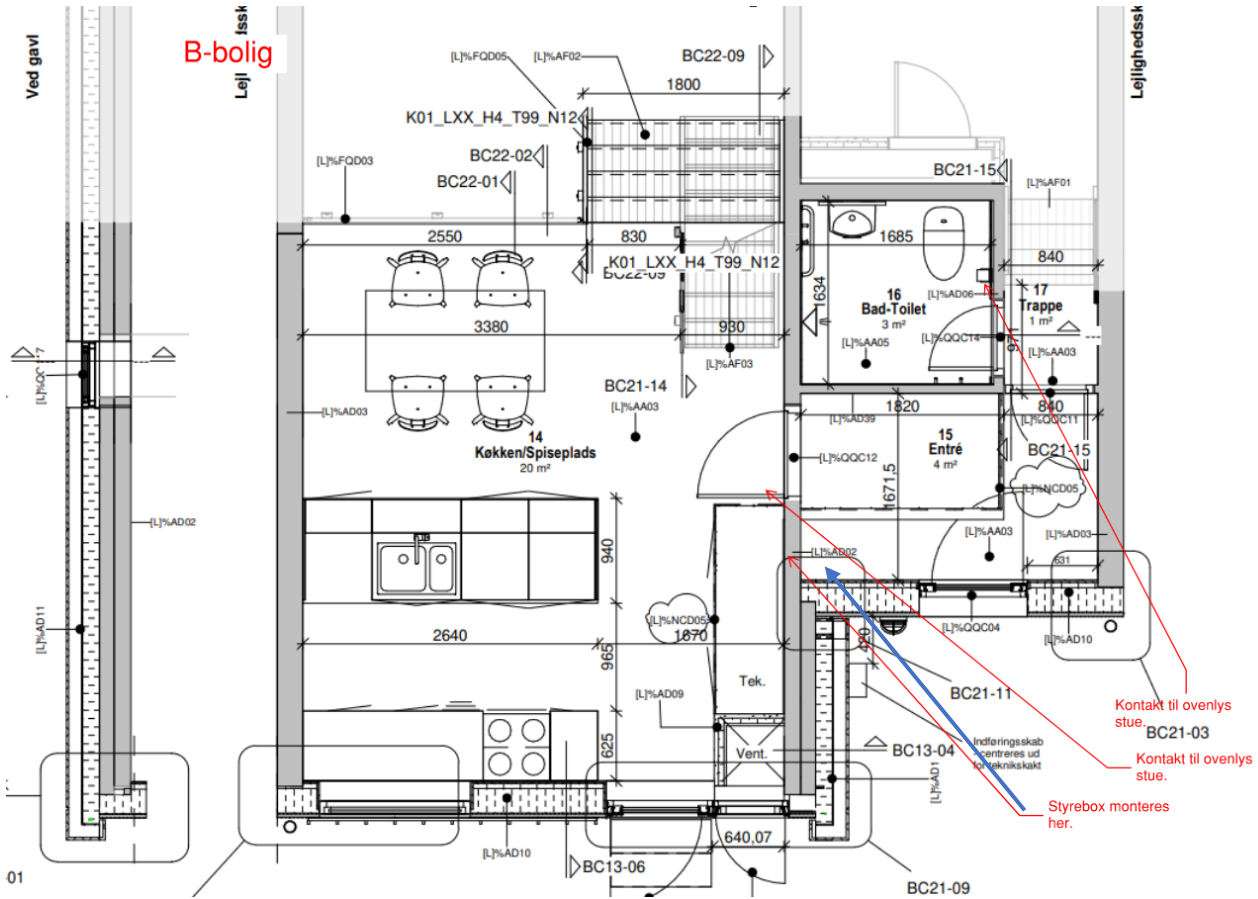 Ved gavl
B-bolig
[L]%FQD05
[L]%AF02
BC22-09
1800
K01_LXX_H4_T99_N12
BC22-02
[L]%FQD03
BC22-01
BC21-15
[L]%AF01
2550
830
K01_LXX_H4_T99_N12
BC22-09
1685
840
1634
16
Bad-Toilet
3 m²
[L]%AD06
17
Trappe
1 m²
3380
930
[L]%QQC14
[L]%AF03
[L]%AA05
[L]%AA03
BC21-14
[L]%AA03
[L]%AD03
1820
840
[L]%AD39
[L]%QQC11
14
Køkken/Spiseplads
20 m²
15
Entré
4 m²
BC21-15
[L]%QQC12
1671,5
[L]%NCD05
[L]%AD02
940
[L]%AA03
[L]%AD03
[L]%AD02
631
[L]%AD11
[L]%NCD05
2640
1670
965
420
[L]%QQC04
[L]%AD10
Tek.
[L]%AD09
BC21-11
Kontakt til ovenlys
stue.
BC21-03
625
Vent.
BC13-04
Indføringsskab
centreres ud
for teknikskakt
Kontakt til ovenlys
stue.
[L]%AD1
Styrebox monteres
her.
640,07
[L]%AD10
BC13-06
-01
BC21-09